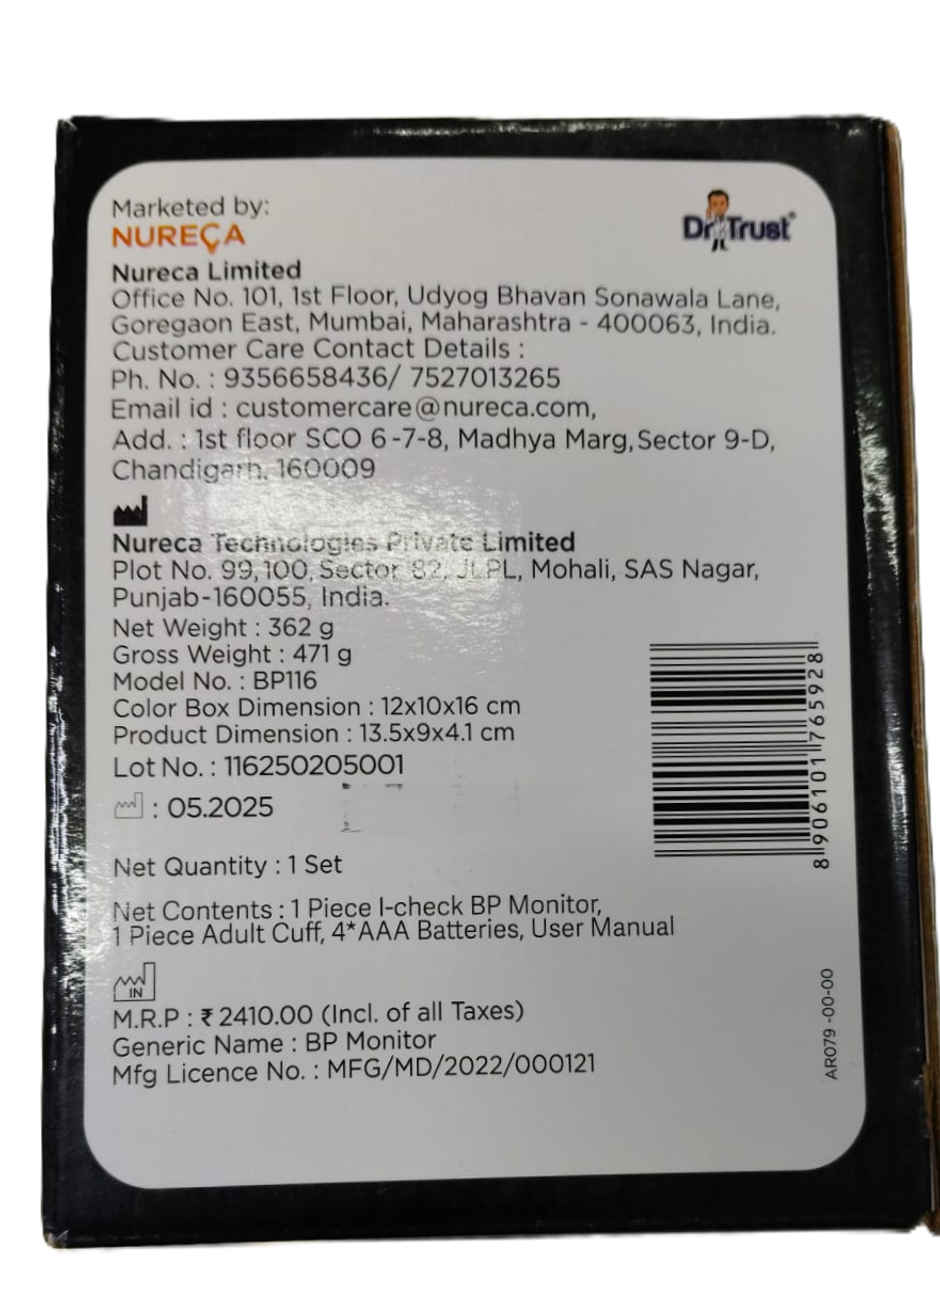 Marketed by:
NURECA
Dr Trust®
Nureca Limited
Office No. 101, 1st Floor, Udyog Bhavan Sonawala Lane,
Goregaon East, Mumbai, Maharashtra - 400063, India.
Customer Care Contact Details :
Ph. No. : 9356658436/ 7527013265
Email id : customercare@nureca.com,
Add. : 1st floor SCO 6-7-8, Madhya Marg, Sector 9-D,
Chandigarh, 160009
Nureca Technologies Private Limited
Plot No. 99,100, Sector 82, JLPL, Mohali, SAS Nagar,
Punjab-160055, India.
Net Weight : 362 g
Gross Weight : 471 g
Model No. : BP116
Color Box Dimension : 12x10x16 cm
Product Dimension : 13.5x9x4.1 cm
Lot No. : 116250205001
: 05.2025
Net Quantity : 1 Set
Net Contents : 1 Piece I-check BP Monitor,
1 Piece Adult Cuff, 4*AAA Batteries, User Manual
IN
M.R.P : ₹ 2410.00 (Incl. of all Taxes)
Generic Name : BP Monitor
Mfg Licence No. : MFG/MD/2022/000121
8 906101 765928
AR079 -00-00